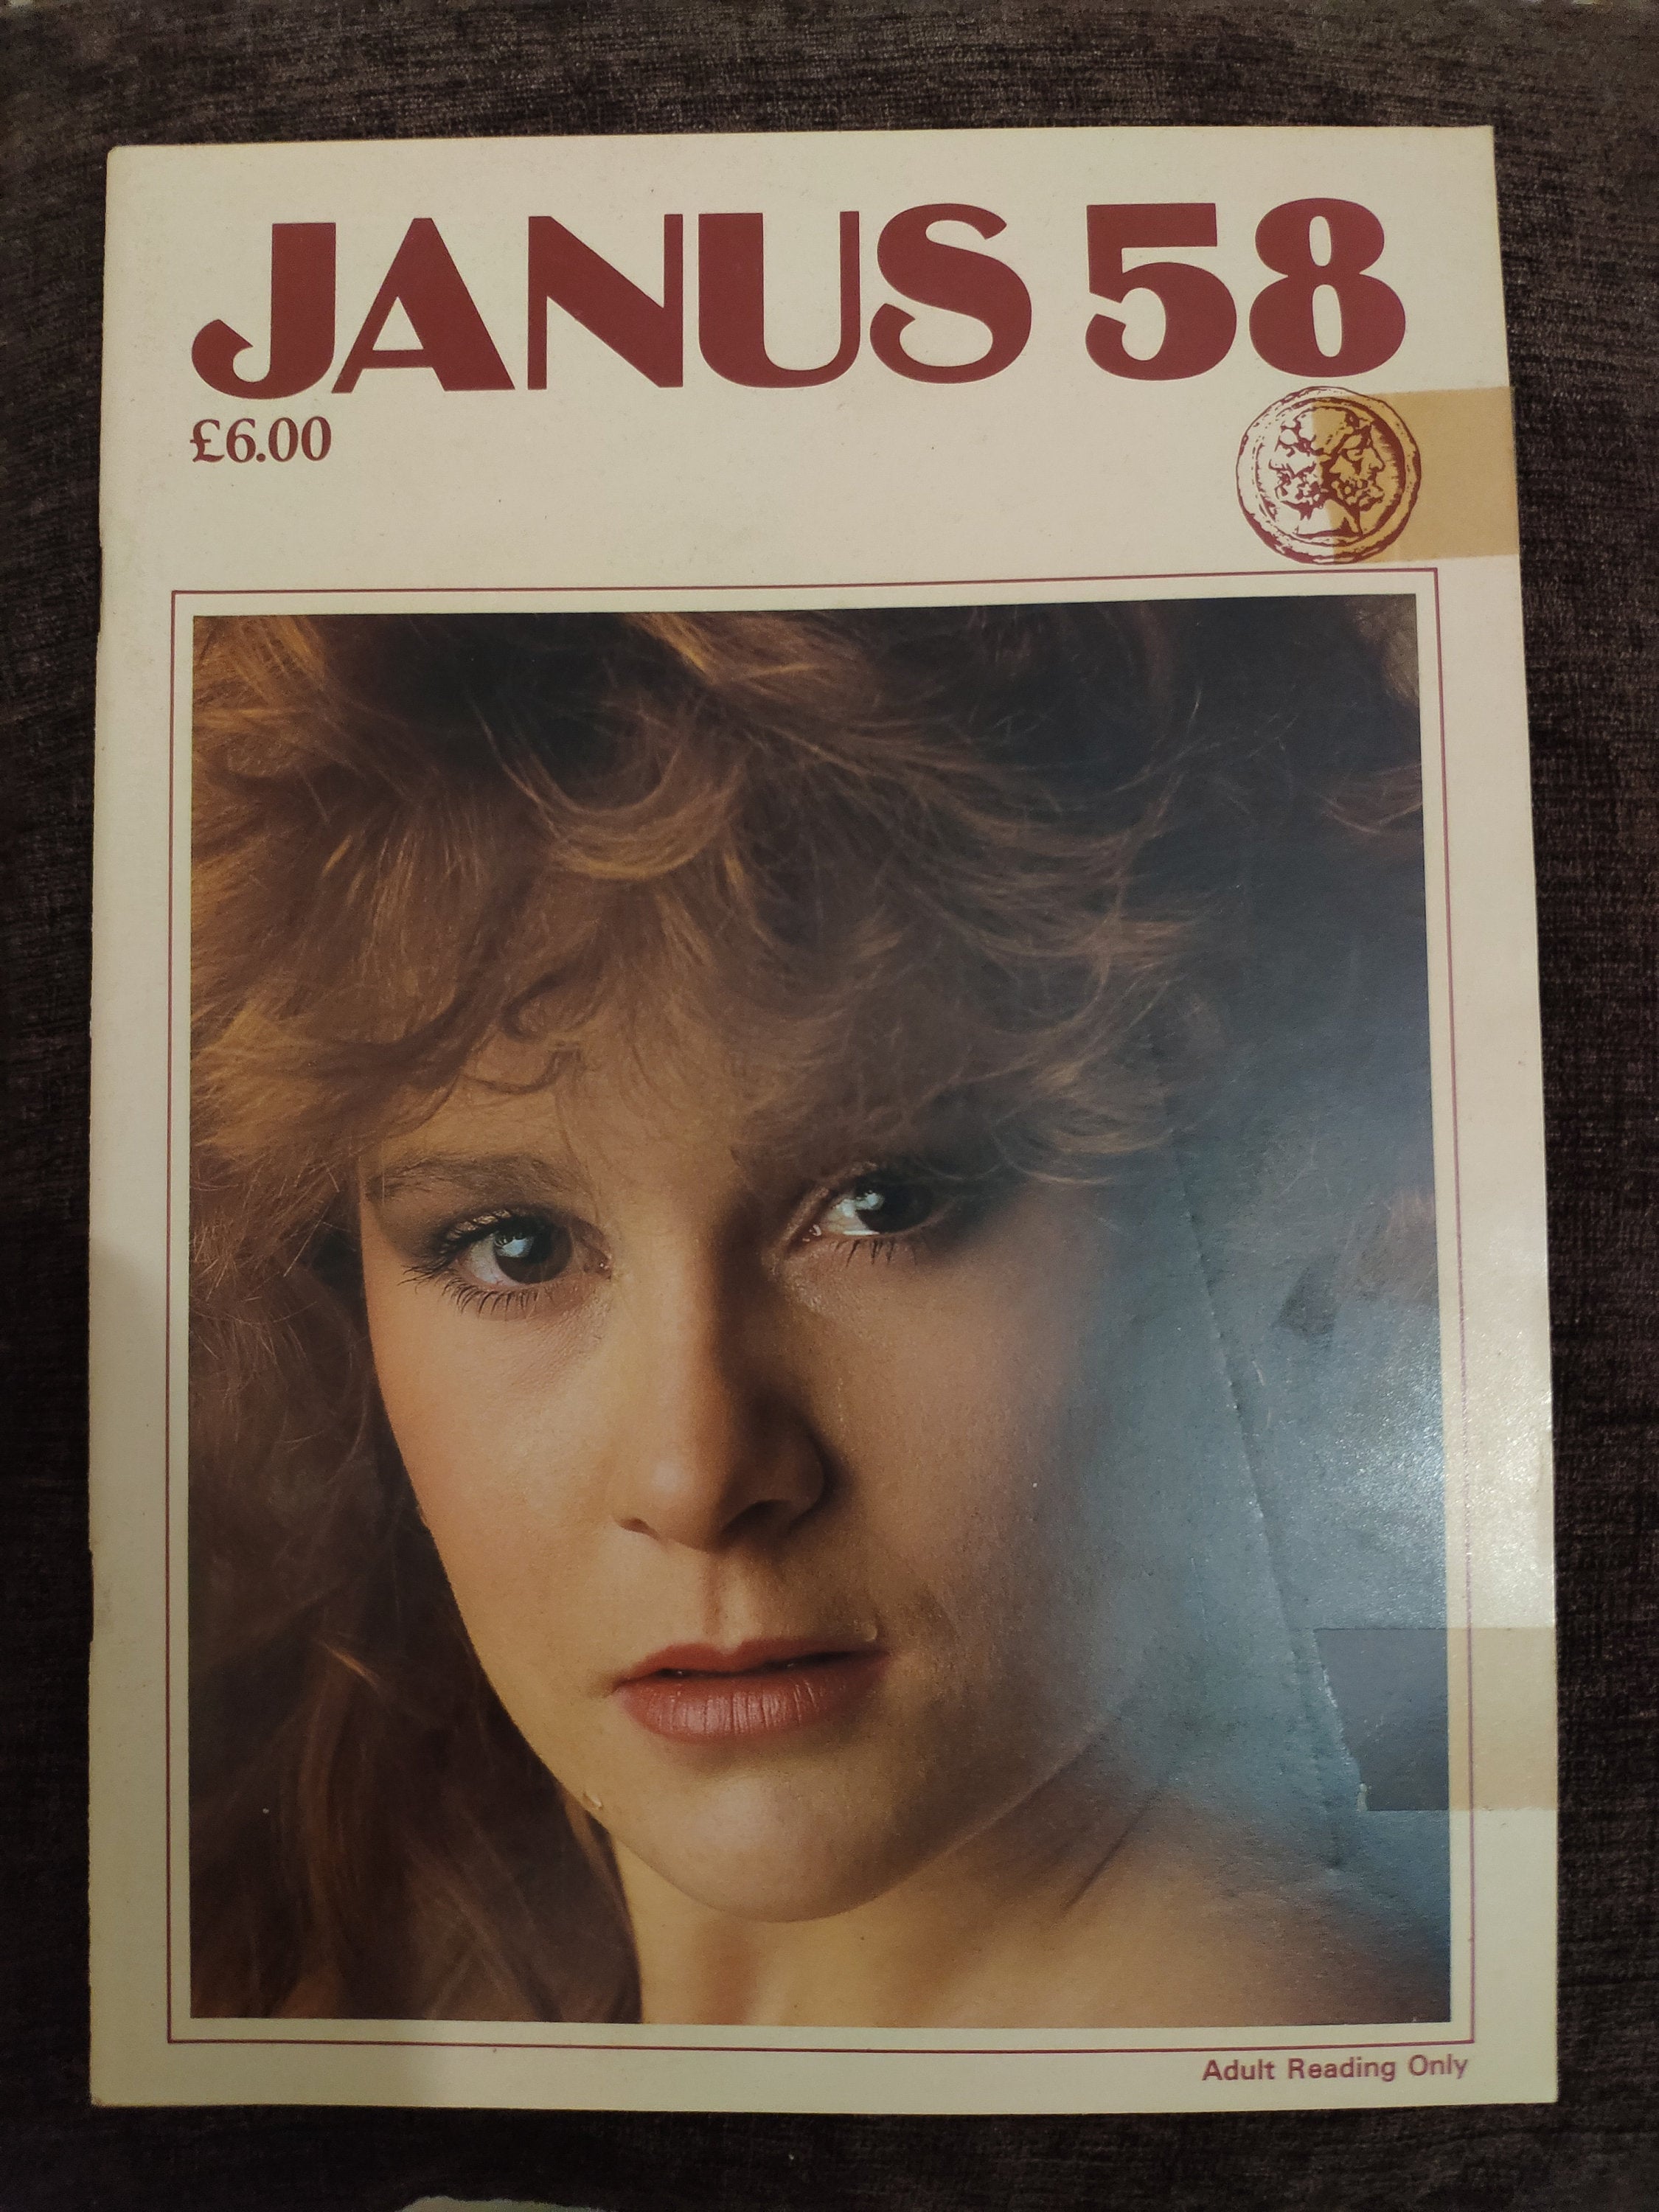 JANUS 58
£6.00
Adult Reading Only